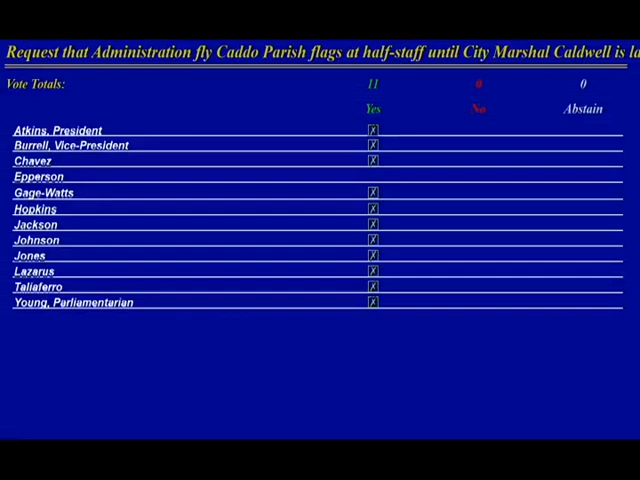 Request that Administration fly Caddo Parish flags at half-staff until City Marshal Caldwell is la
Vote Totals: 11 0 0
Yes No Abstain
Atkins, President
Burrell, Vice-President
Chavez
Epperson
Gage-Watts
Hopkins
Jackson
Johnson
Jones
Lazarus
Taliaferro
Young, Parliamentarian